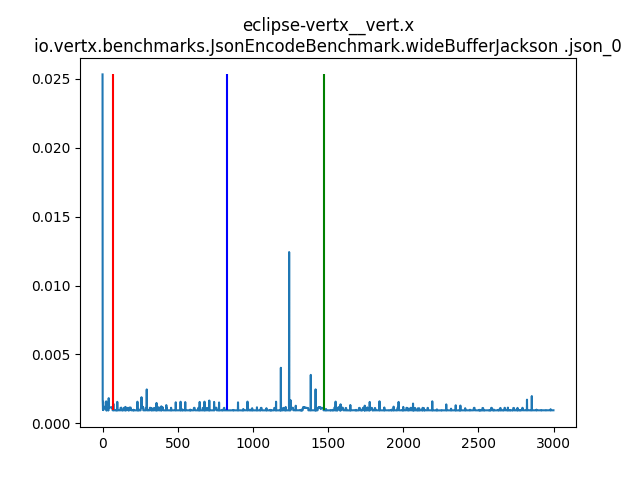 eclipse-vertx__vert.x
io.vertx.benchmarks.JsonEncodeBenchmark.wideBufferJackson .json_0
0.025
0.020
0.015
0.010
0.005
0.000
0 500 1000 1500 2000 2500 3000